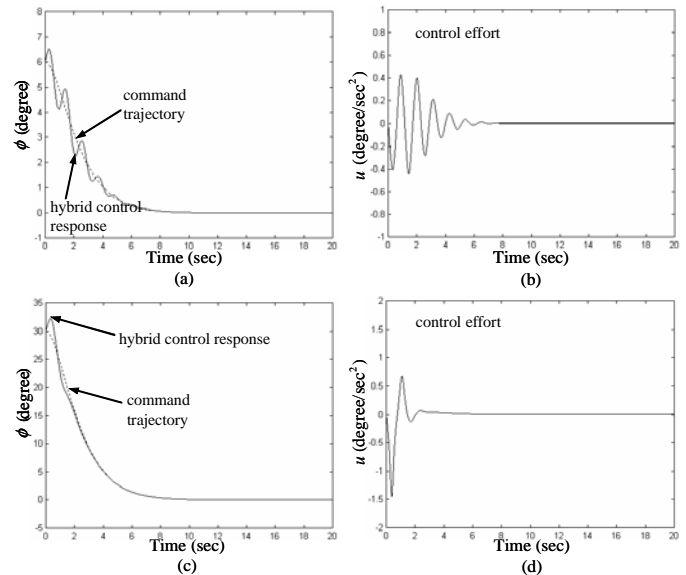 8
7
6
5
4
3
2
1
0
-1
ϕ (degree)
command
trajectory
hybrid control
response
0 2 4 6 8 10 12 14 16 18 20
Time (sec)
(a)
1
0.8
0.6
0.4
0.2
0
-0.2
-0.4
-0.6
-0.8
-1
u (degree/sec²)
control effort
0 2 4 6 8 10 12 14 16 18 20
Time (sec)
(b)
35
30
25
20
15
10
5
0
-5
ϕ (degree)
hybrid control response
command
trajectory
0 2 4 6 8 10 12 14 16 18 20
Time (sec)
(c)
2
1.5
1
0.5
0
-0.5
-1
-1.5
-2
u (degree/sec²)
control effort
0 2 4 6 8 10 12 14 16 18 20
Time (sec)
(d)